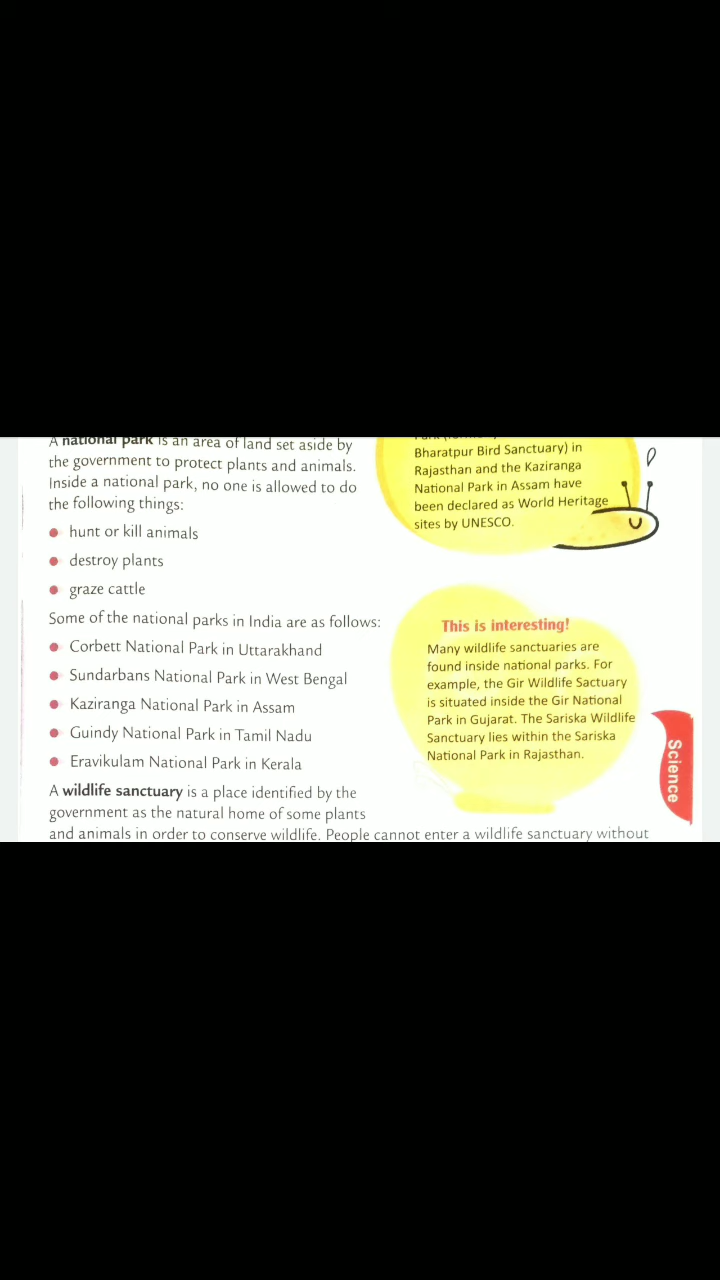 A national park is an area of land set aside by
the government to protect plants and animals.
Inside a national park, no one is allowed to do
the following things:
hunt or kill animals
destroy plants
graze cattle
Some of the national parks in India are as follows:
Corbett National Park in Uttarakhand
Sundarbans National Park in West Bengal
Kaziranga National Park in Assam
Guindy National Park in Tamil Nadu
Eravikulam National Park in Kerala
A wildlife sanctuary is a place identified by the
government as the natural home of some plants
and animals in order to conserve wildlife. People cannot enter a wildlife sanctuary without
Bharatpur Bird Sanctuary) in
Rajasthan and the Kaziranga
National Park in Assam have
been declared as World Heritage
sites by UNESCO.
This is interesting!
Many wildlife sanctuaries are
found inside national parks. For
example, the Gir Wildlife Sactuary
is situated inside the Gir National
Park in Gujarat. The Sariska Wildlife
Sanctuary lies within the Sariska
National Park in Rajasthan.
Science